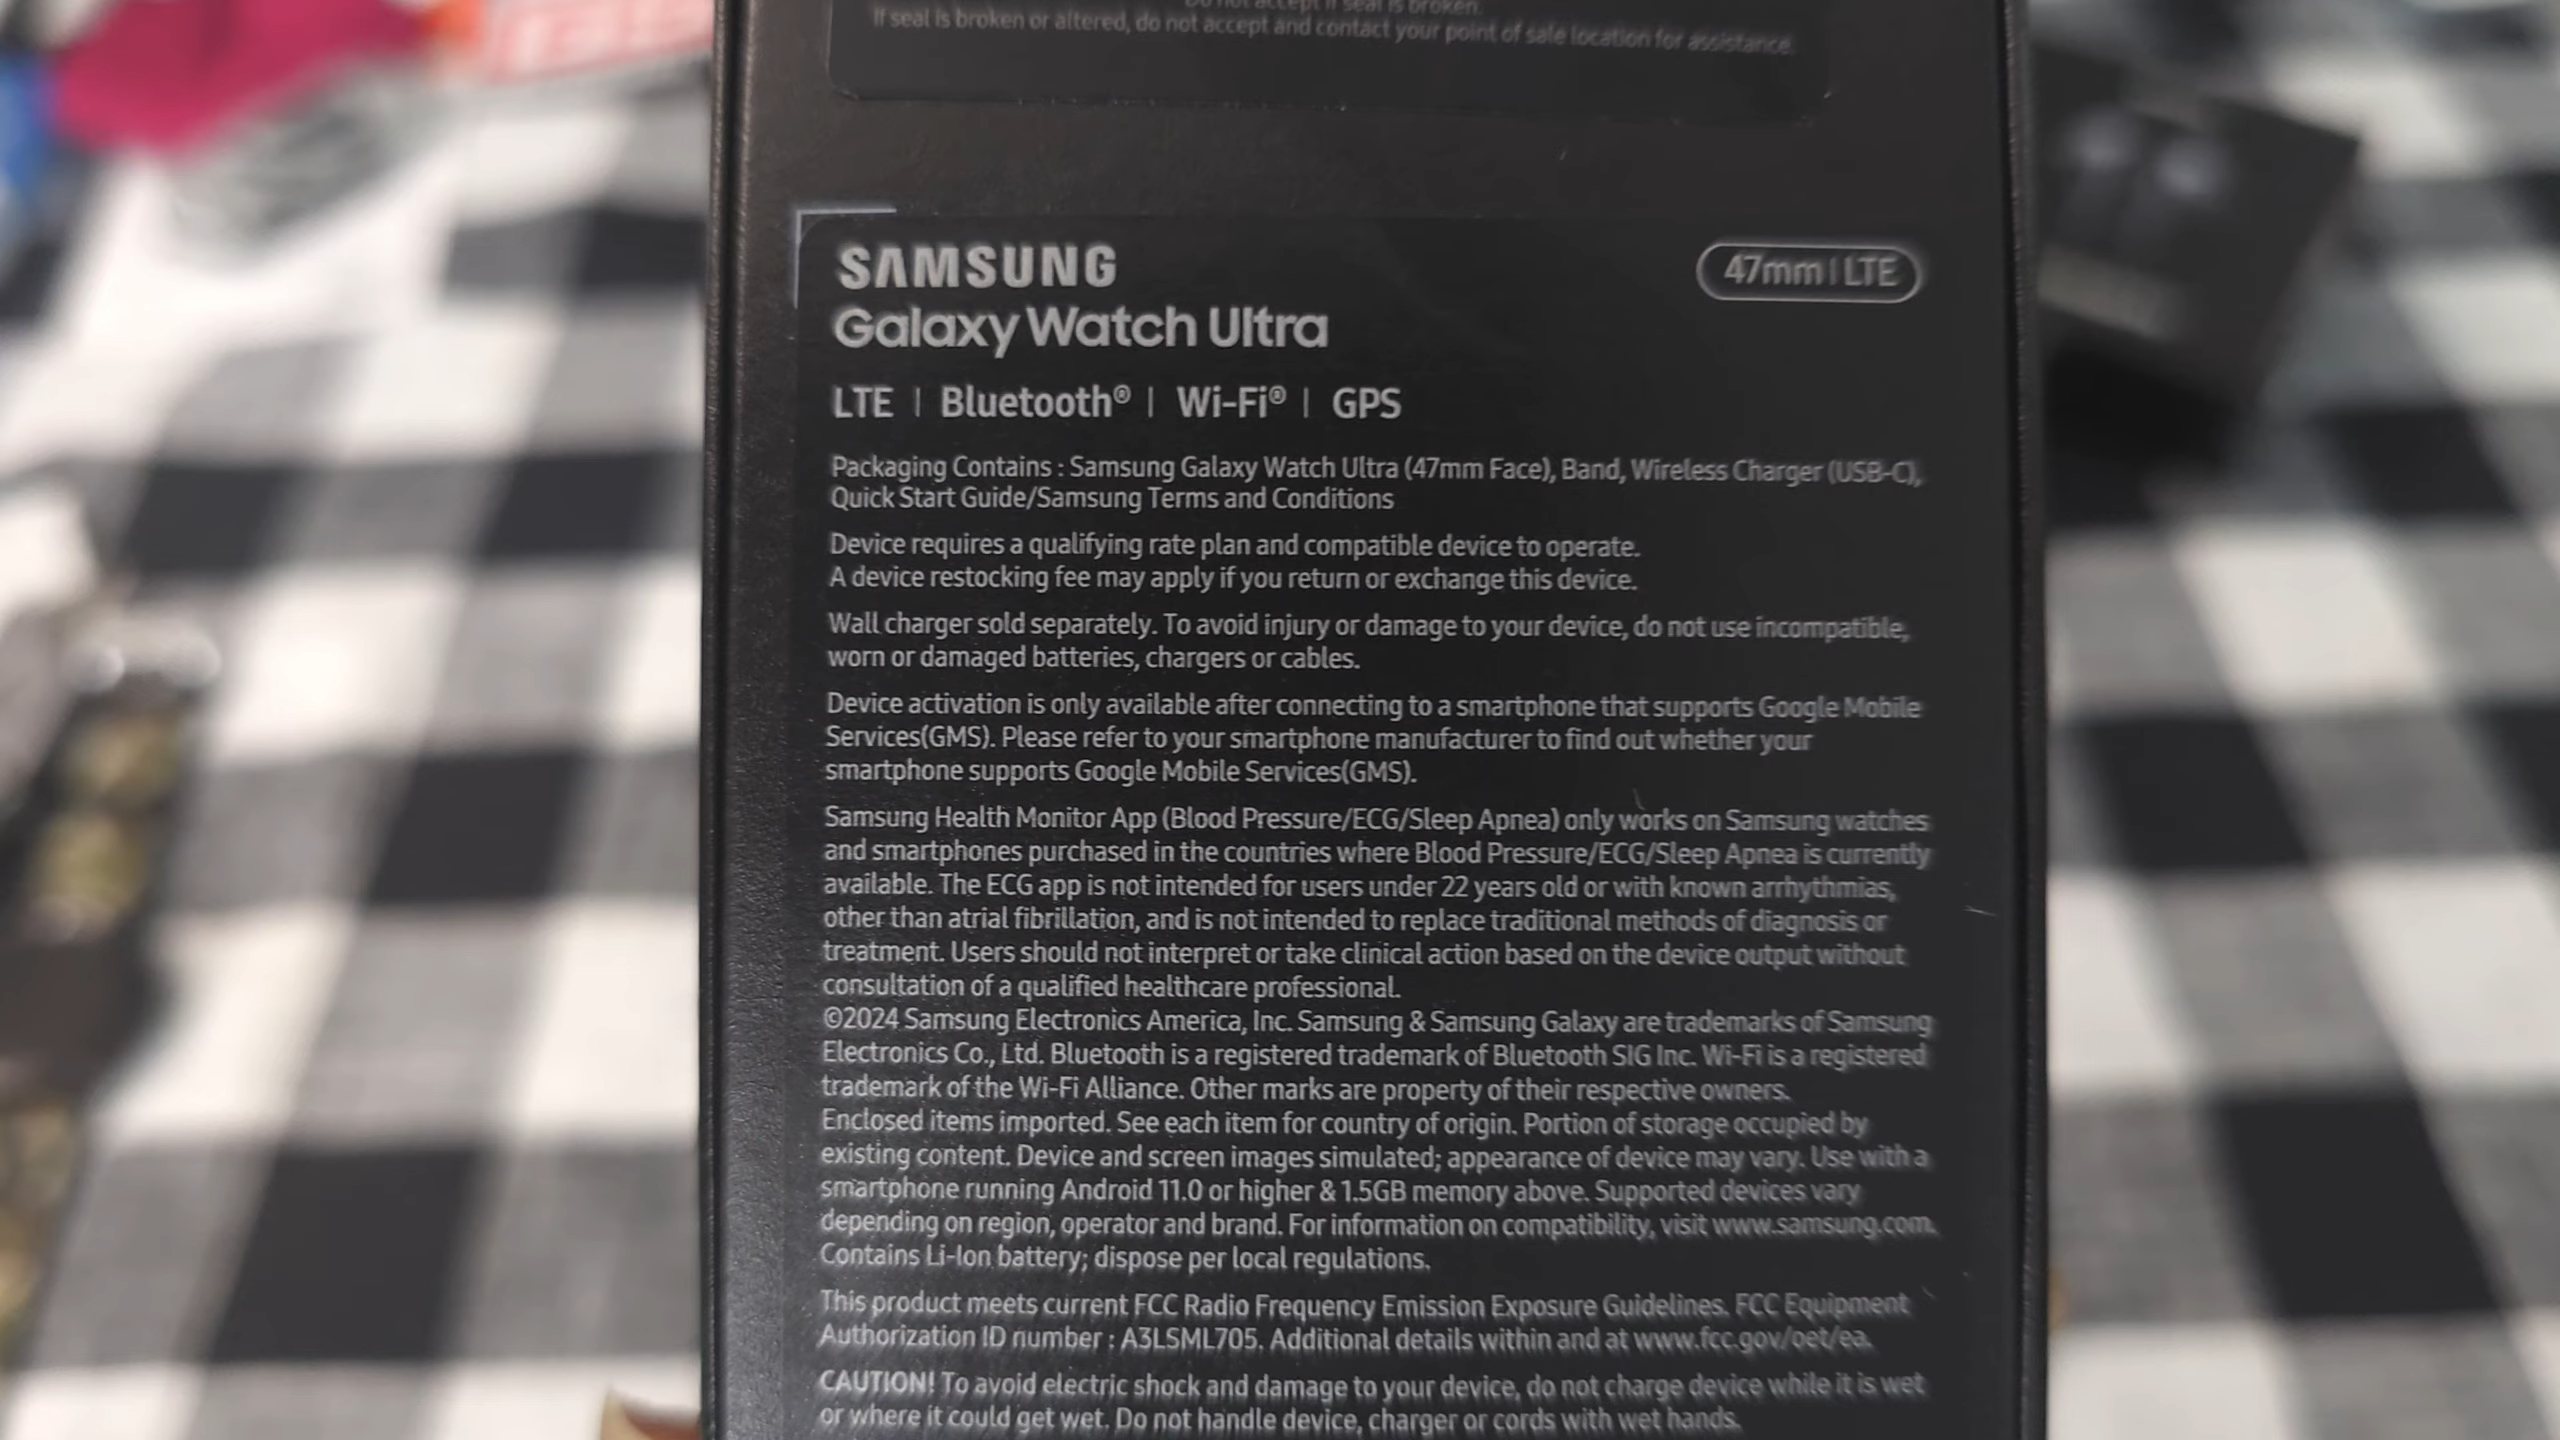 Do not accept if seal is broken.
If seal is broken or altered, do not accept and contact your point of sale location for assistance.
SAMSUNG
47mm | LTE
Galaxy Watch Ultra
LTE | Bluetooth® | Wi-Fi® | GPS
Packaging Contains : Samsung Galaxy Watch Ultra (47mm Face), Band, Wireless Charger (USB-C),
Quick Start Guide/Samsung Terms and Conditions
Device requires a qualifying rate plan and compatible device to operate.
A device restocking fee may apply if you return or exchange this device.
Wall charger sold separately. To avoid injury or damage to your device, do not use incompatible,
worn or damaged batteries, chargers or cables.
Device activation is only available after connecting to a smartphone that supports Google Mobile
Services(GMS). Please refer to your smartphone manufacturer to find out whether your
smartphone supports Google Mobile Services(GMS).
Samsung Health Monitor App (Blood Pressure/ECG/Sleep Apnea) only works on Samsung watches
and smartphones purchased in the countries where Blood Pressure/ECG/Sleep Apnea is currently
available. The ECG app is not intended for users under 22 years old or with known arrhythmias,
other than atrial fibrillation, and is not intended to replace traditional methods of diagnosis or
treatment. Users should not interpret or take clinical action based on the device output without
consultation of a qualified healthcare professional.
©2024 Samsung Electronics America, Inc. Samsung & Samsung Galaxy are trademarks of Samsung
Electronics Co., Ltd. Bluetooth is a registered trademark of Bluetooth SIG Inc. Wi-Fi is a registered
trademark of the Wi-Fi Alliance. Other marks are property of their respective owners.
Enclosed items imported. See each item for country of origin. Portion of storage occupied by
existing content. Device and screen images simulated; appearance of device may vary. Use with a
smartphone running Android 11.0 or higher & 1.5GB memory above. Supported devices vary
depending on region, operator and brand. For information on compatibility, visit www.samsung.com.
Contains Li-Ion battery; dispose per local regulations.
This product meets current FCC Radio Frequency Emission Exposure Guidelines. FCC Equipment
Authorization ID number : A3LSML705. Additional details within and at www.fcc.gov/oet/ea.
CAUTION! To avoid electric shock and damage to your device, do not charge device while it is wet
or where it could get wet. Do not handle device, charger or cords with wet hands.